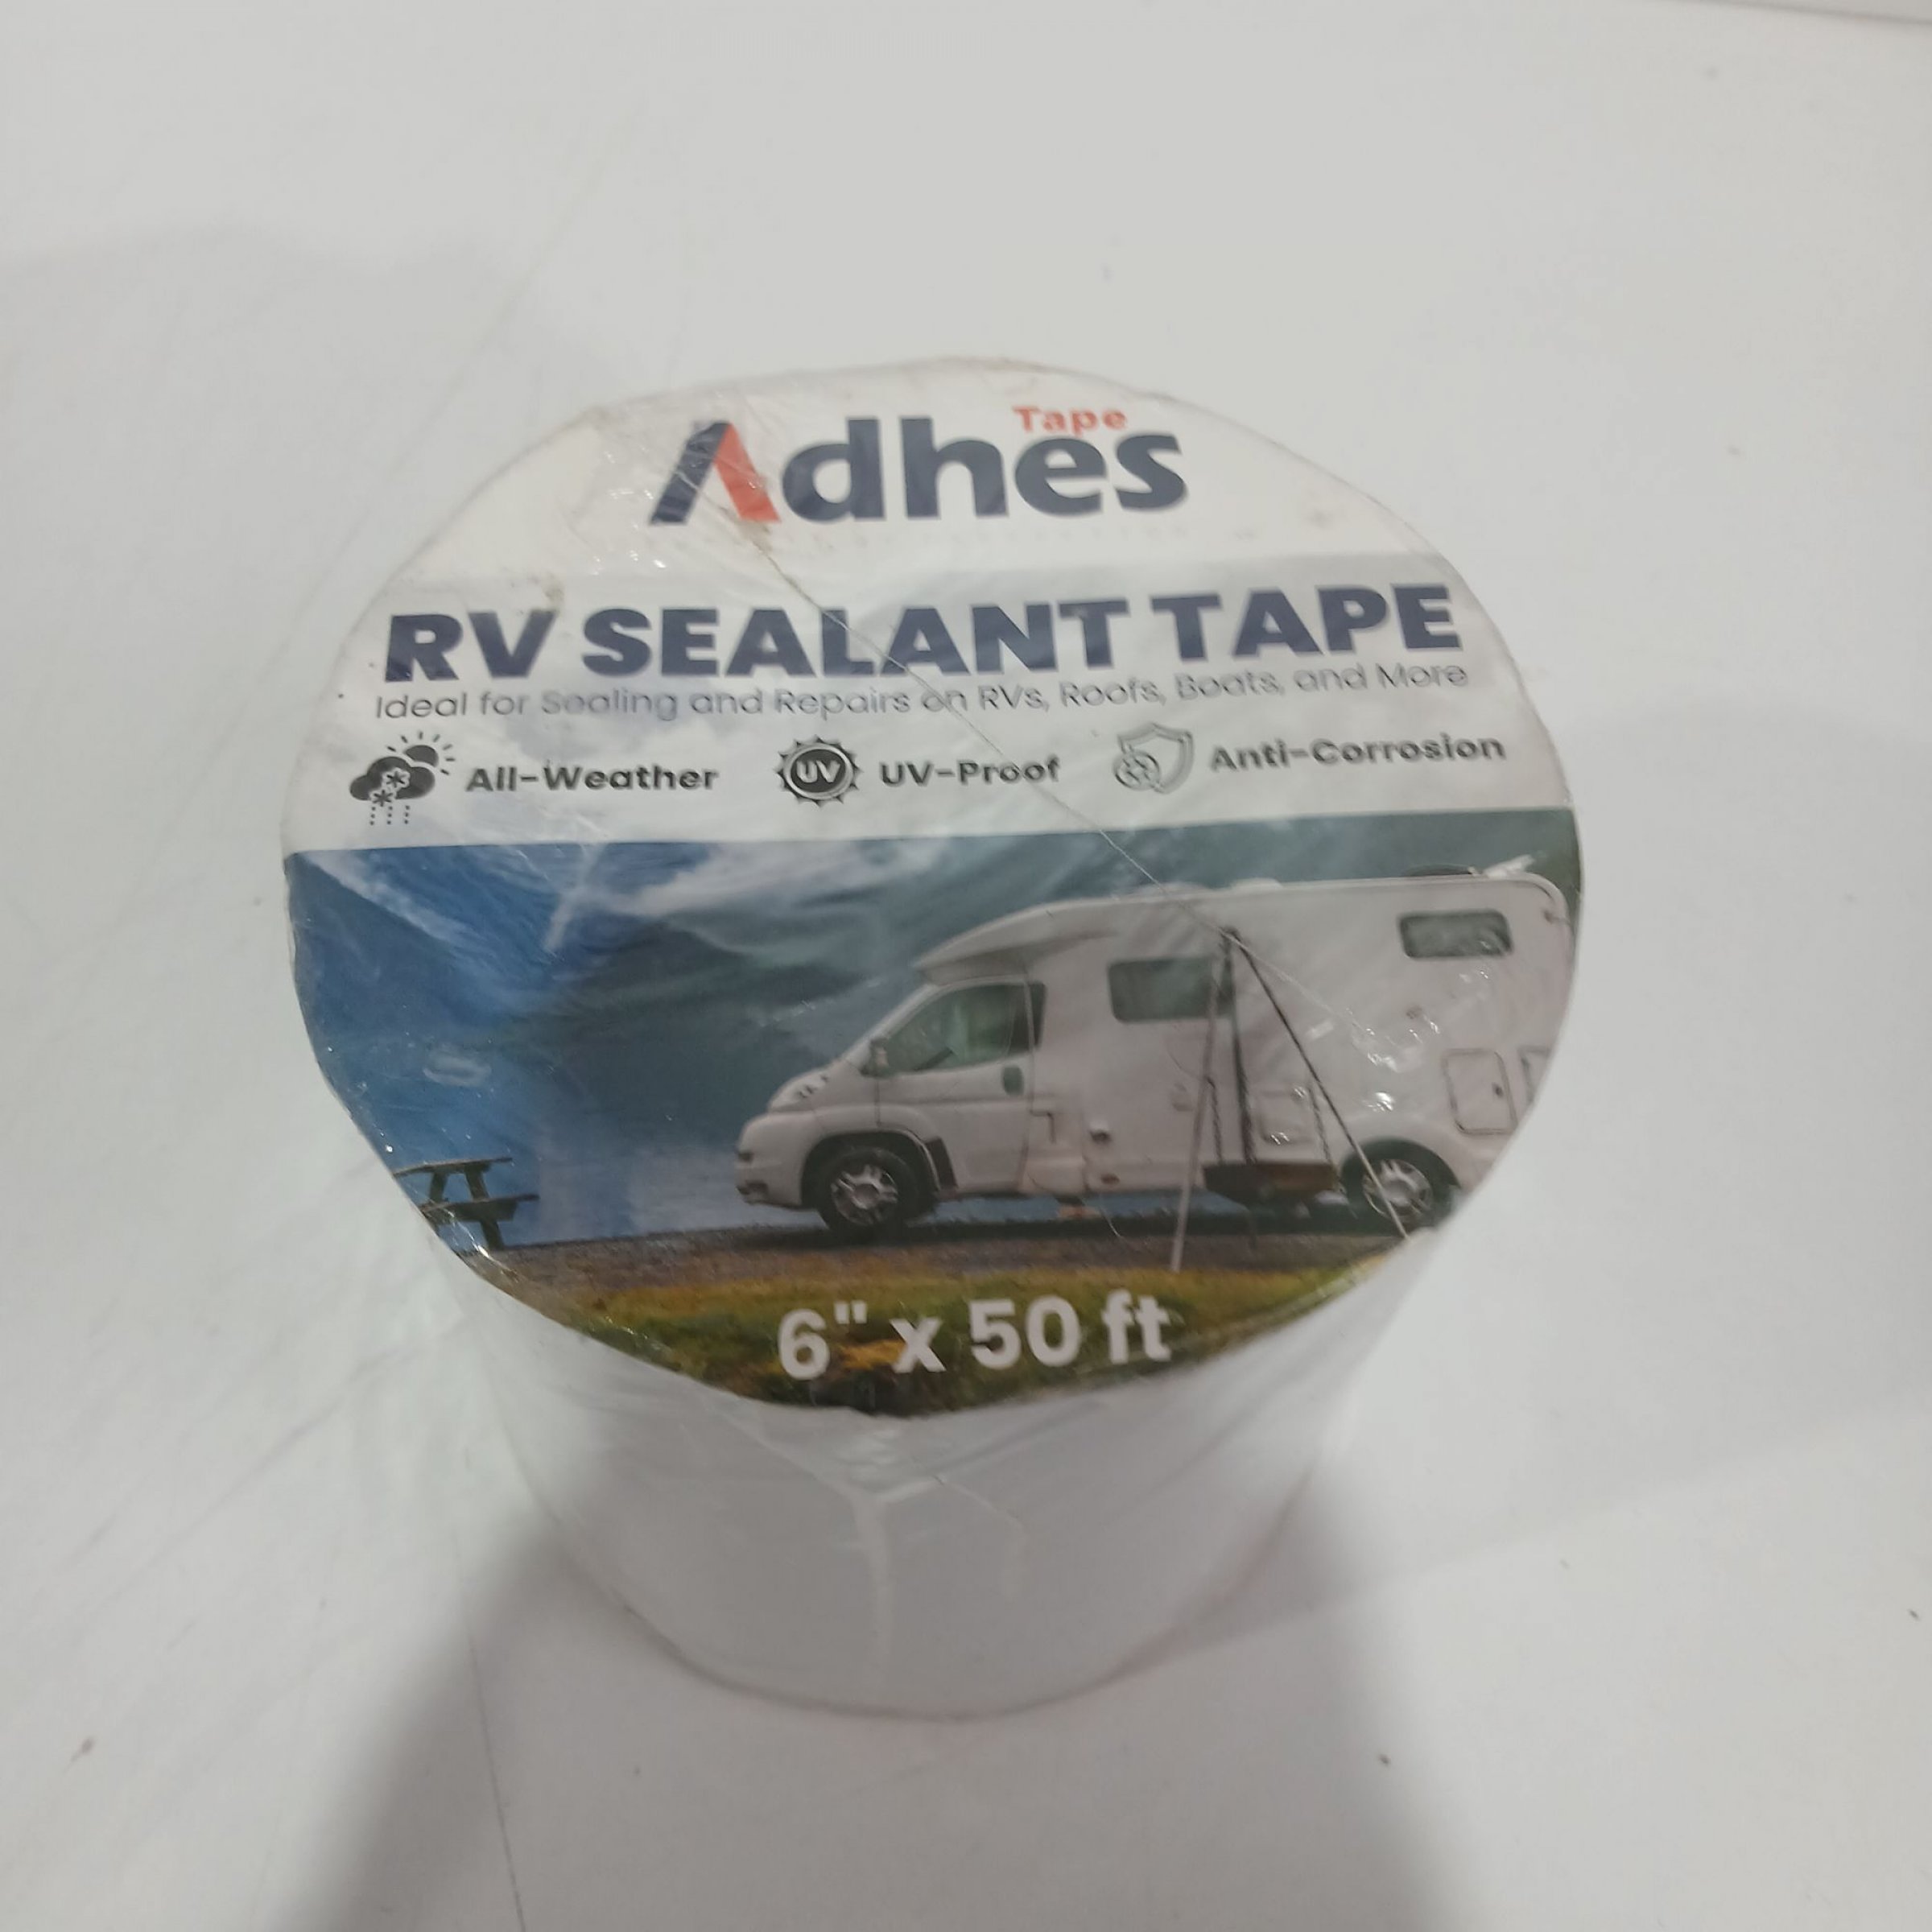 Tape
Adhes
RV SEALANT TAPE
Ideal for Sealing and Repairs on RVs, Roofs, Boats, and More
All-Weather UV UV-Proof Anti-Corrosion
6" x 50 ft